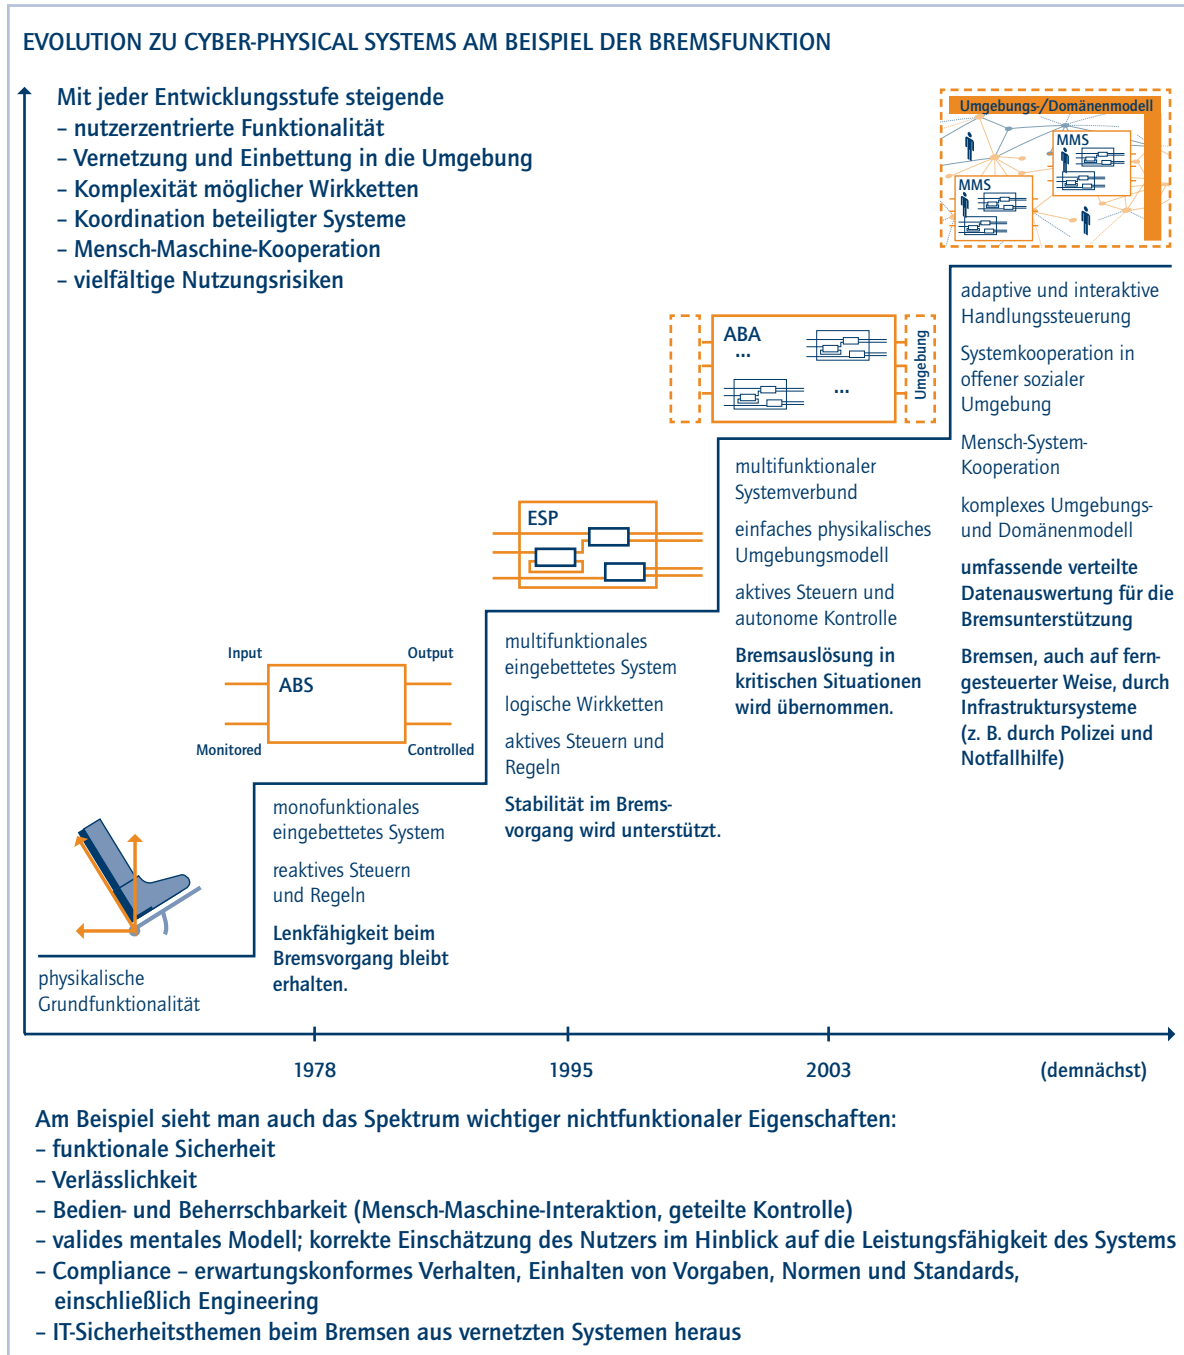 EVOLUTION ZU CYBER-PHYSICAL SYSTEMS AM BEISPIEL DER BREMSFUNKTION
Mit jeder Entwicklungsstufe steigende
– nutzerzentrierte Funktionalität
– Vernetzung und Einbettung in die Umgebung
– Komplexität möglicher Wirkketten
– Koordination beteiligter Systeme
– Mensch-Maschine-Kooperation
– vielfältige Nutzungsrisiken
Umgebungs-/Domänenmodell
MMS
MMS
adaptive und interaktive
Handlungssteuerung
Systemkooperation in
offener sozialer
Umgebung
Mensch-System-
Kooperation
komplexes Umgebungs-
und Domänenmodell
umfassende verteilte
Datenauswertung für die
Bremsunterstützung
Bremsen, auch auf fern-
gesteuerter Weise, durch
Infrastruktursysteme
(z. B. durch Polizei und
Notfallhilfe)
ABA
...
...
Umgebung
multifunktionaler
Systemverbund
einfaches physikalisches
Umgebungsmodell
aktives Steuern und
autonome Kontrolle
Bremsauslösung in
kritischen Situationen
wird übernommen.
ESP
multifunktionales
eingebettetes System
logische Wirkketten
aktives Steuern und
Regeln
Stabilität im Brems-
vorgang wird unterstützt.
Input
Output
ABS
Monitored
Controlled
monofunktionales
eingebettetes System
reaktives Steuern
und Regeln
Lenkfähigkeit beim
Bremsvorgang bleibt
erhalten.
physikalische
Grundfunktionalität
1978
1995
2003
(demnächst)
Am Beispiel sieht man auch das Spektrum wichtiger nichtfunktionaler Eigenschaften:
– funktionale Sicherheit
– Verlässlichkeit
– Bedien- und Beherrschbarkeit (Mensch-Maschine-Interaktion, geteilte Kontrolle)
– valides mentales Modell; korrekte Einschätzung des Nutzers im Hinblick auf die Leistungsfähigkeit des Systems
– Compliance – erwartungskonformes Verhalten, Einhalten von Vorgaben, Normen und Standards,
einschließlich Engineering
– IT-Sicherheitsthemen beim Bremsen aus vernetzten Systemen heraus